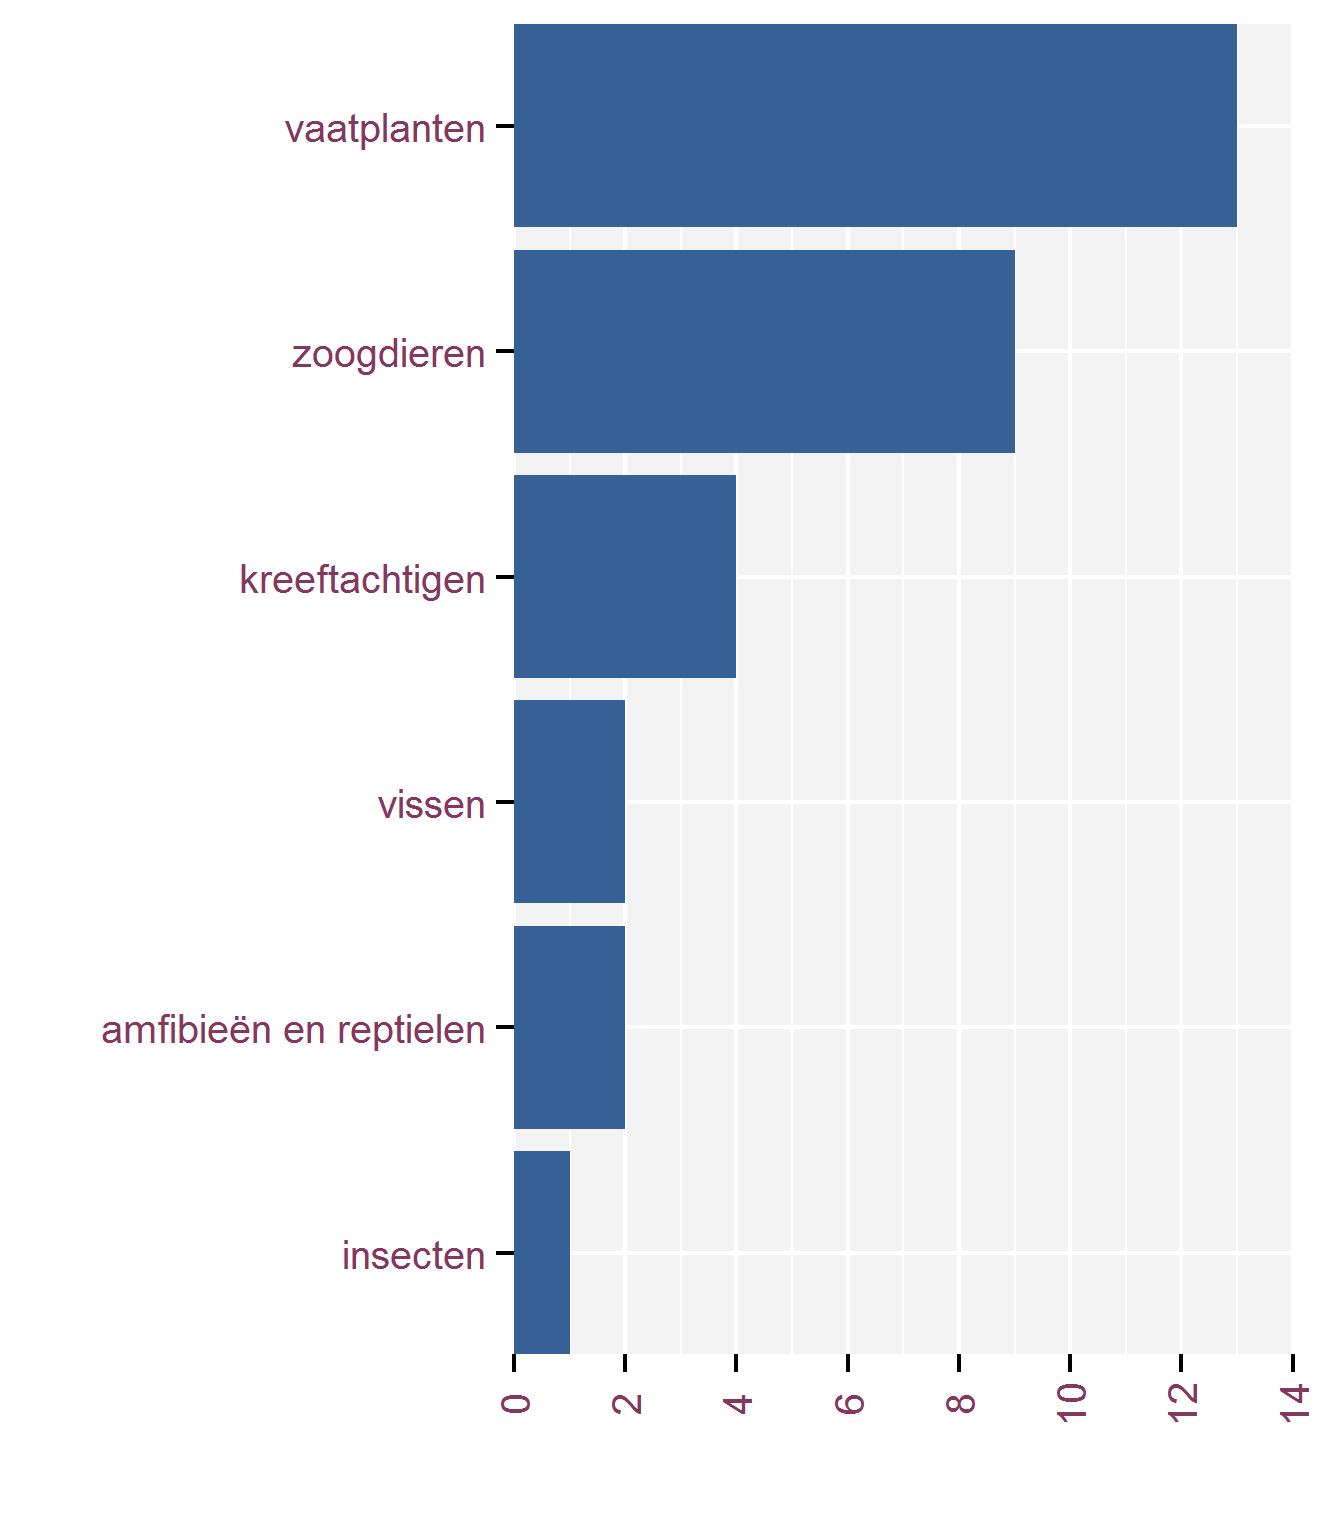 vaatplanten
zoogdieren
kreeftachtigen
vissen
amfibieën en reptielen
insecten
0 2 4 6 8 10 12 14